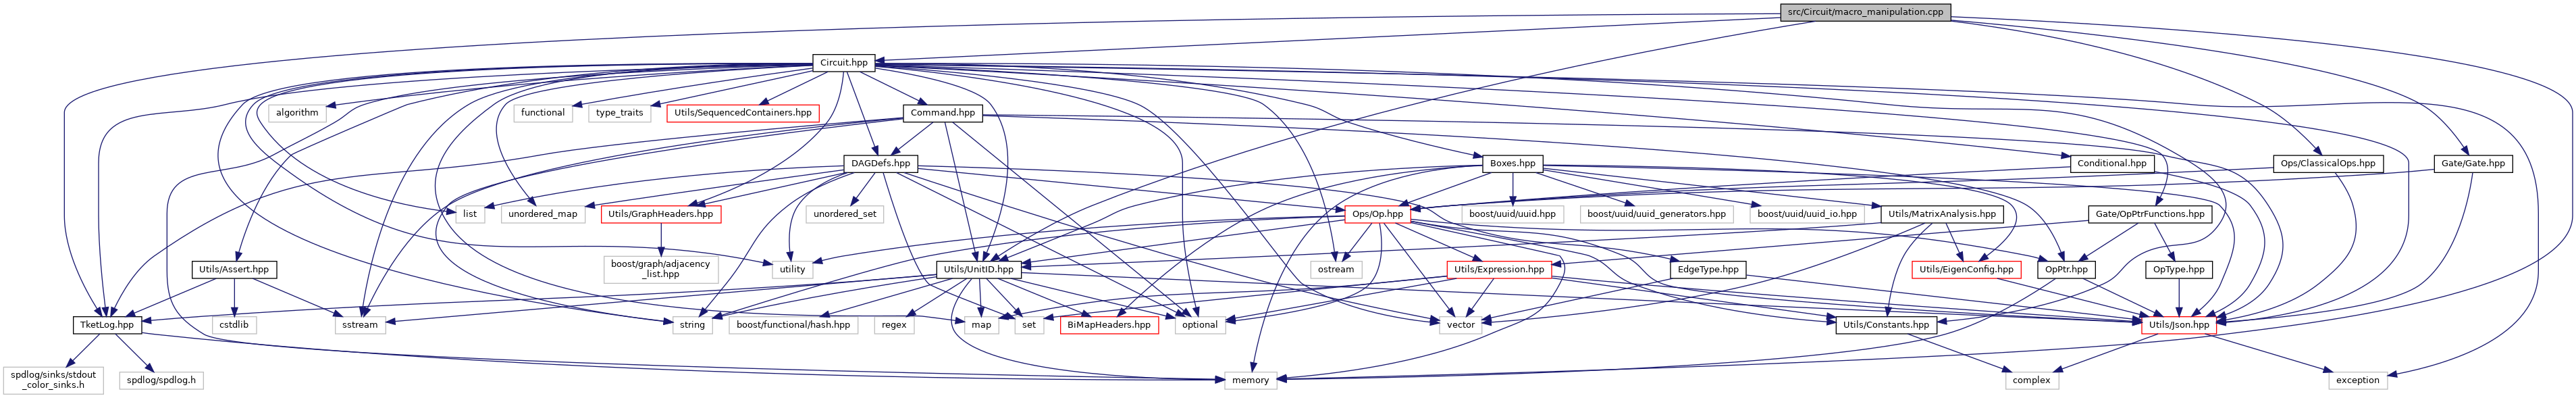 src/Circuit/macro_manipulation.cpp
Circuit.hpp
algorithm
functional
type_traits
Utils/SequencedContainers.hpp
Command.hpp
DAGDefs.hpp
Boxes.hpp
Conditional.hpp
Ops/ClassicalOps.hpp
Gate/Gate.hpp
list
unordered_map
Utils/GraphHeaders.hpp
unordered_set
Ops/Op.hpp
boost/uuid/uuid.hpp
boost/uuid/uuid_generators.hpp
boost/uuid/uuid_io.hpp
Utils/MatrixAnalysis.hpp
Gate/OpPtrFunctions.hpp
Utils/Assert.hpp
boost/graph/adjacency
_list.hpp
utility
Utils/UnitID.hpp
ostream
Utils/Expression.hpp
EdgeType.hpp
Utils/EigenConfig.hpp
OpPtr.hpp
OpType.hpp
TketLog.hpp
cstdlib
sstream
string
boost/functional/hash.hpp
regex
map
set
BiMapHeaders.hpp
optional
vector
Utils/Constants.hpp
Utils/Json.hpp
spdlog/sinks/stdout
_color_sinks.h
spdlog/spdlog.h
memory
complex
exception